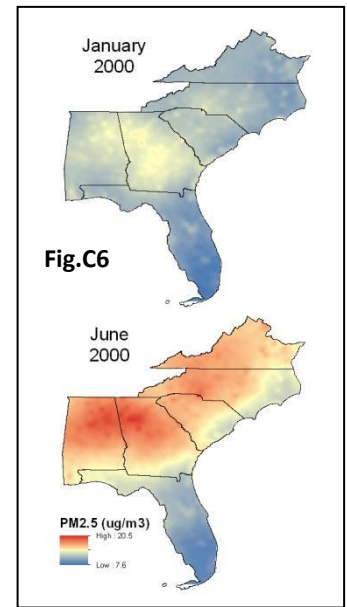 January
2000
Fig.C6
June
2000
PM2.5 (ug/m3)
High : 20.5
Low : 7.6